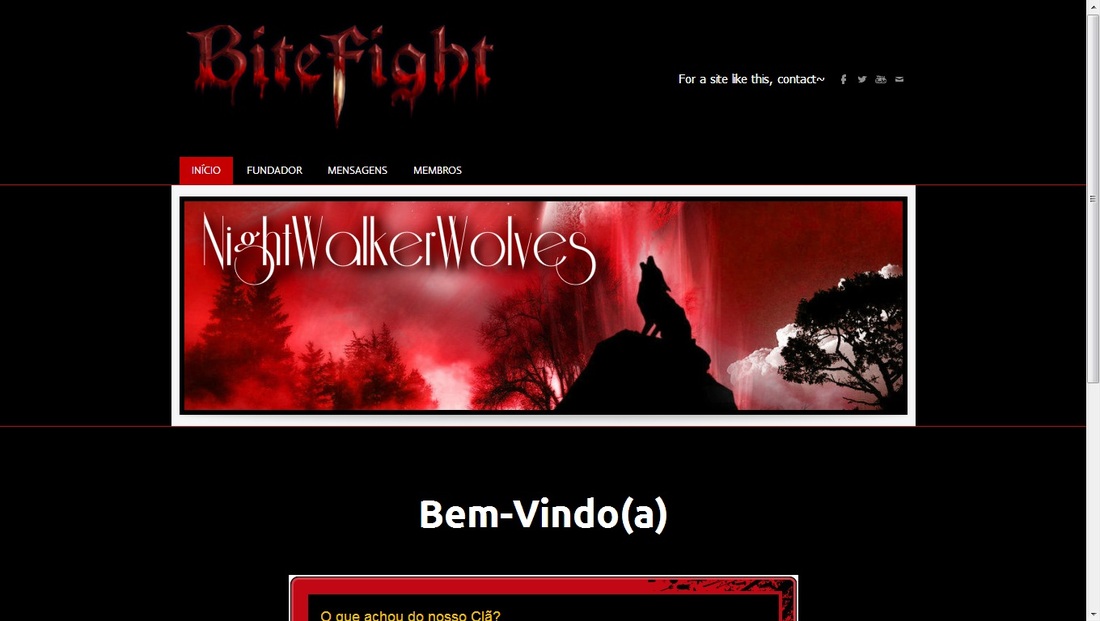 BiteFight
For a site like this, contact~
INÍCIO FUNDADOR MENSAGENS MEMBROS
NightWalkerWolves
Bem-Vindo(a)
O que achou do nosso Clã?